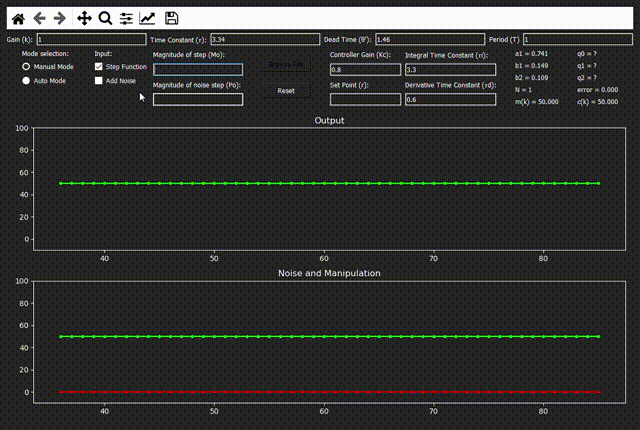 Gain (k): 1 Time Constant (τ): 3.34 Dead Time (θ'): 1.46 Period (T) 1
Mode selection: Input: Magnitude of step (Mo): Controller Gain (Kc): Integral Time Constant (τi): a1 = 0.741 q0 = ?
Manual Mode Step Function 0.8 3.3 b1 = 0.149 q1 = ?
Auto Mode Add Noise Magnitude of noise step (Po): Reset Set Point (r): Derivative Time Constant (τd): b2 = 0.109 q2 = ?
N = 1 error = 0.000
0.6 m(k) = 50.000 c(k) = 50.000
Output
100
80
60
40
20
0
40 50 60 70 80
Noise and Manipulation
100
80
60
40
20
0
40 50 60 70 80